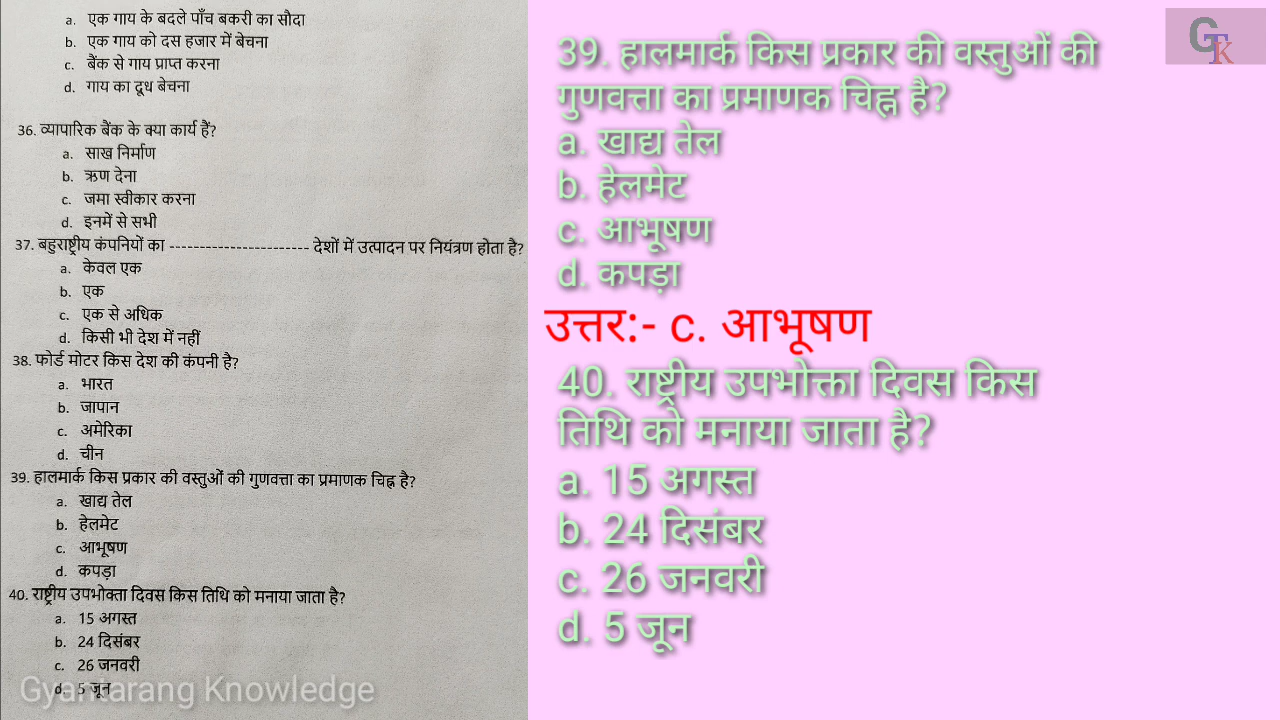 a. एक गाय के बदले पाँच बकरी का सौदा
b. एक गाय को दस हजार में बेचना
c. बैंक से गाय प्राप्त करना
d. गाय का दूध बेचना
36. व्यापारिक बैंक के क्या कार्य हैं?
a. साख निर्माण
b. ऋण देना
c. जमा स्वीकार करना
d. इनमें से सभी
37. बहुराष्ट्रीय कंपनियों का ----------------------- देशों में उत्पादन पर नियंत्रण होता है?
a. केवल एक
b. एक
c. एक से अधिक
d. किसी भी देश में नहीं
38. फोर्ड मोटर किस देश की कंपनी है?
a. भारत
b. जापान
c. अमेरिका
d. चीन
39. हालमार्क किस प्रकार की वस्तुओं की गुणवत्ता का प्रमाणक चिह्न है?
a. खाद्य तेल
b. हेलमेट
c. आभूषण
d. कपड़ा
40. राष्ट्रीय उपभोक्ता दिवस किस तिथि को मनाया जाता है?
a. 15 अगस्त
b. 24 दिसंबर
c. 26 जनवरी
d. 5 जून
Gyantarang Knowledge
GTK
39. हालमार्क किस प्रकार की वस्तुओं की
गुणवत्ता का प्रमाणक चिह्न है?
a. खाद्य तेल
b. हेलमेट
c. आभूषण
d. कपड़ा
उत्तर:- c. आभूषण
40. राष्ट्रीय उपभोक्ता दिवस किस
तिथि को मनाया जाता है?
a. 15 अगस्त
b. 24 दिसंबर
c. 26 जनवरी
d. 5 जून